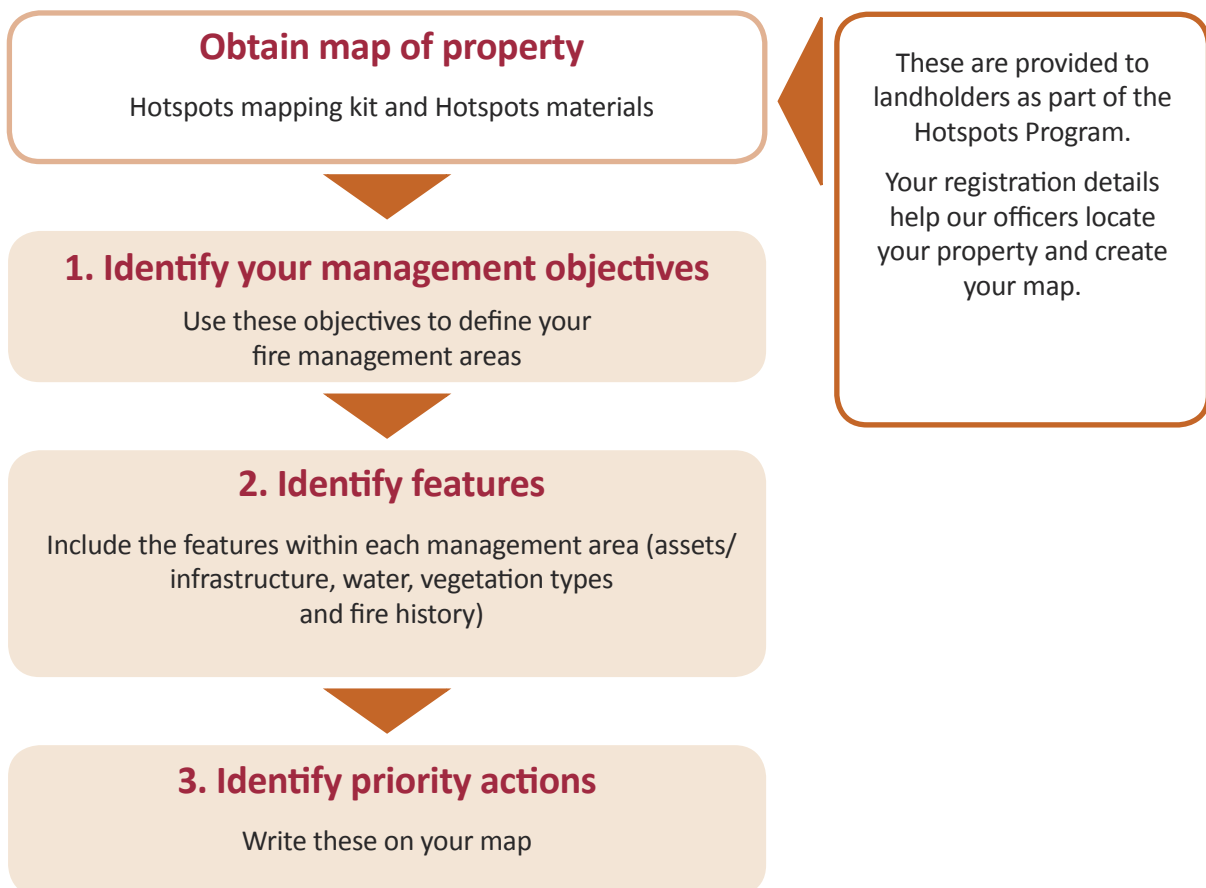 Obtain map of property
Hotspots mapping kit and Hotspots materials
These are provided to
landholders as part of the
Hotspots Program.
Your registration details
help our officers locate
your property and create
your map.
1. Identify your management objectives
Use these objectives to define your
fire management areas
2. Identify features
Include the features within each management area (assets/
infrastructure, water, vegetation types
and fire history)
3. Identify priority actions
Write these on your map